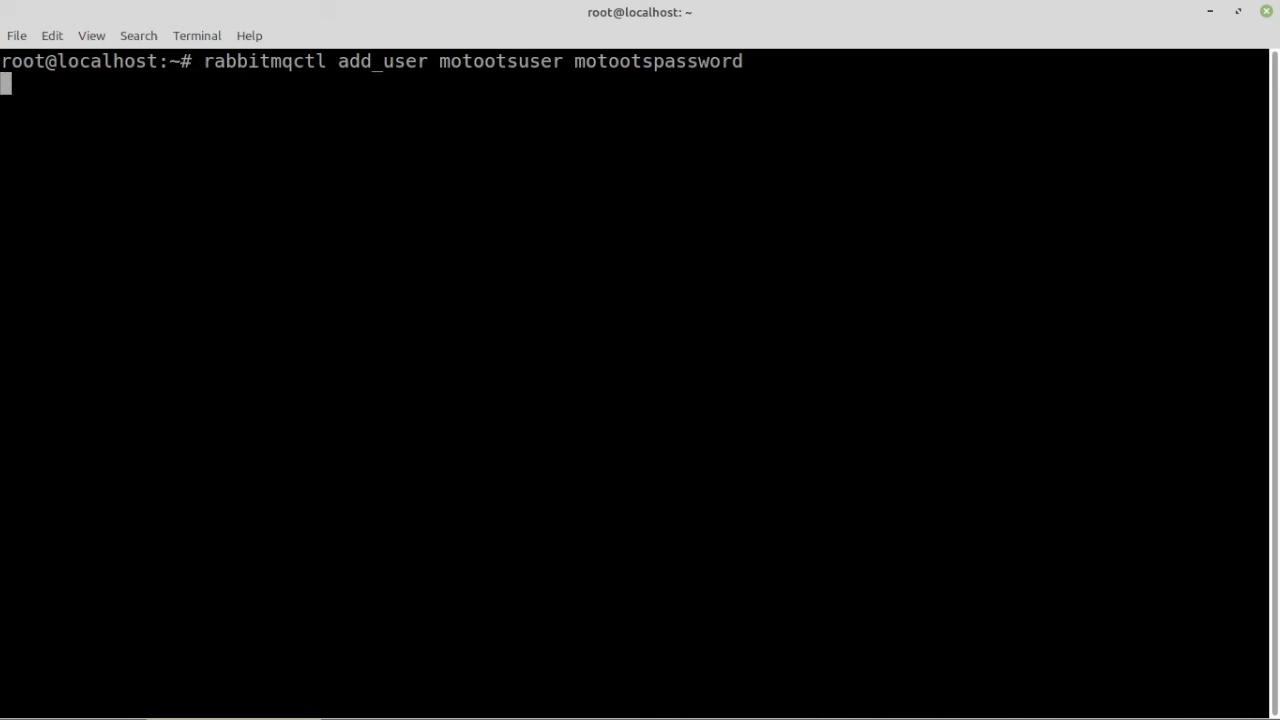 root@localhost: ~
File Edit View Search Terminal Help
root@localhost:~# rabbitmqctl add_user motootsuser motootspassword